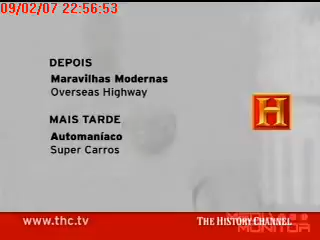 09/02/07 22:56:53
DEPOIS
Maravilhas Modernas
Overseas Highway
H
MAIS TARDE
Automaníaco
Super Carros
www.thc.tv
THE HISTORY CHANNEL
MONITOR